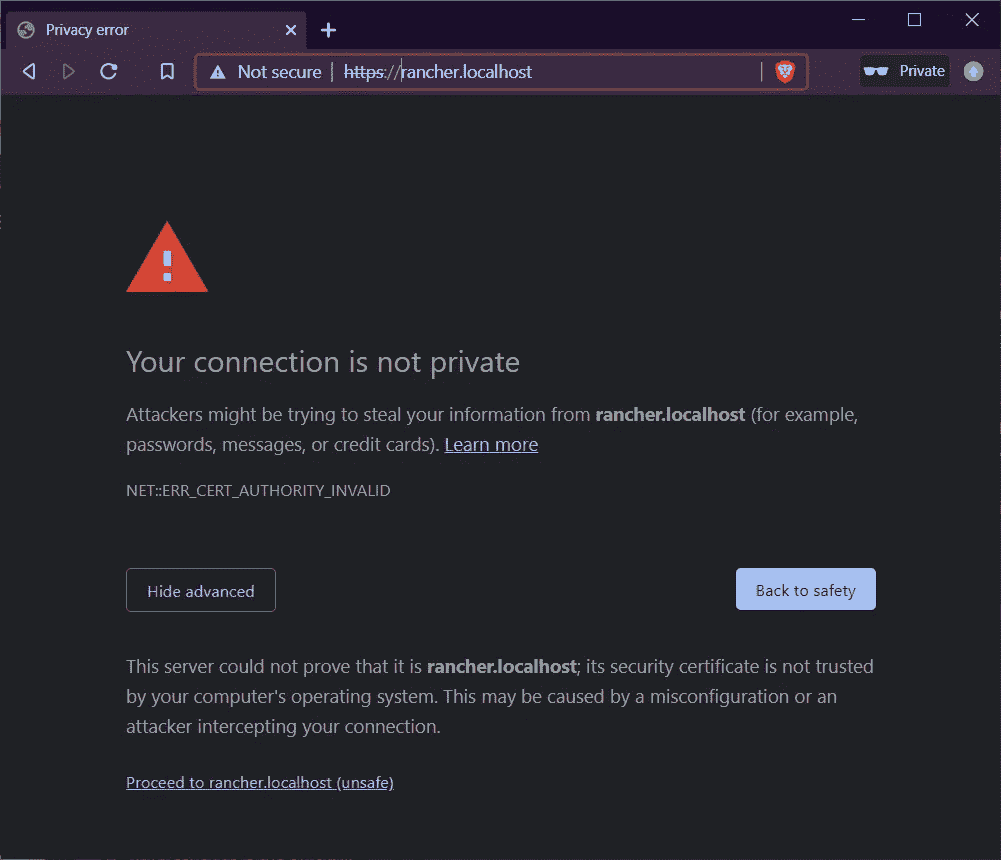 Privacy error
Not secure | https://rancher.localhost
Private
Your connection is not private
Attackers might be trying to steal your information from rancher.localhost (for example,
passwords, messages, or credit cards). Learn more
NET::ERR_CERT_AUTHORITY_INVALID
Hide advanced
Back to safety
This server could not prove that it is rancher.localhost; its security certificate is not trusted
by your computer's operating system. This may be caused by a misconfiguration or an
attacker intercepting your connection.
Proceed to rancher.localhost (unsafe)